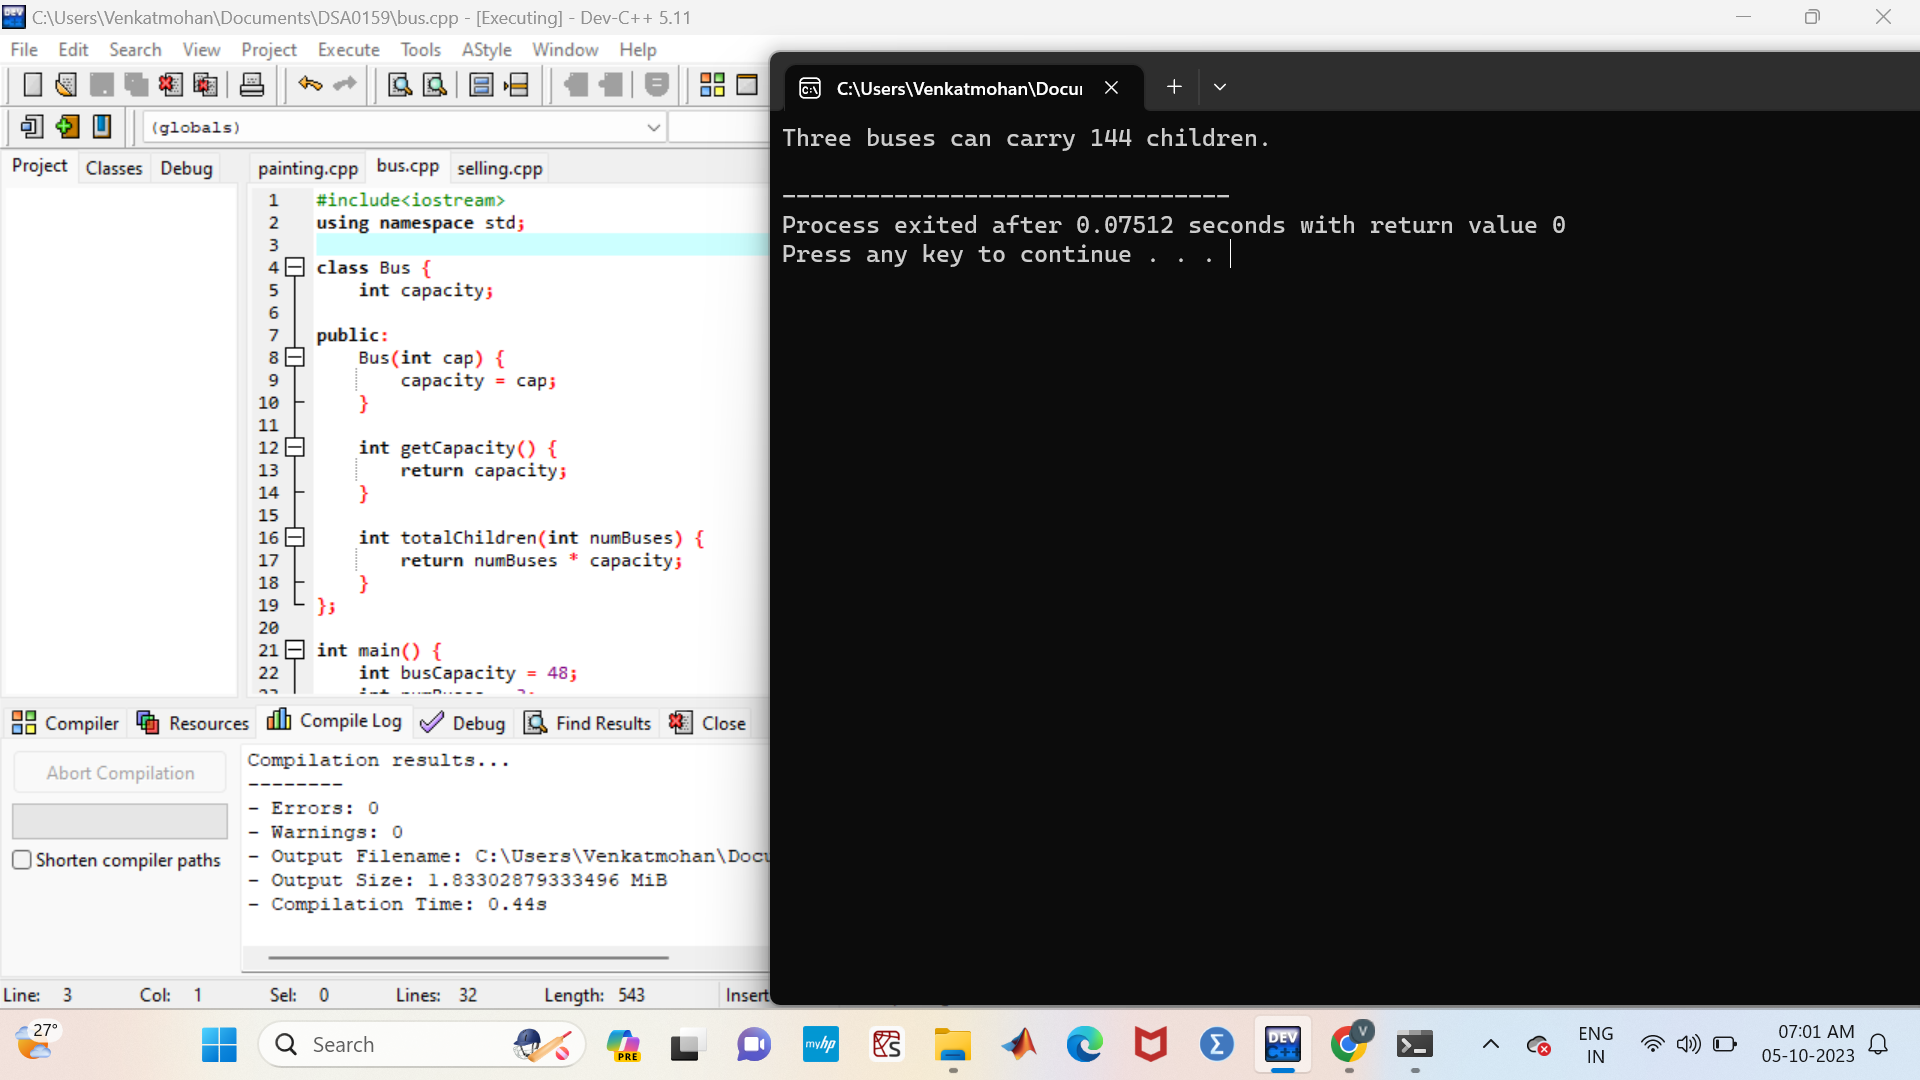 C:\Users\Venkatmohan\Documents\DSA0159\bus.cpp - [Executing] - Dev-C++ 5.11
File Edit Search View Project Execute Tools AStyle Window Help
(globals)
Project Classes Debug
painting.cpp bus.cpp selling.cpp
1 #include<iostream>
2 using namespace std;
3
4 class Bus {
5 int capacity;
6
7 public:
8 Bus(int cap) {
9 capacity = cap;
10 }
11
12 int getCapacity() {
13 return capacity;
14 }
15
16 int totalChildren(int numBuses) {
17 return numBuses * capacity;
18 }
19 };
20
21 int main() {
22 int busCapacity = 48;
C:\Users\Venkatmohan\Docu
Three buses can carry 144 children.
--------------------------------
Process exited after 0.07512 seconds with return value 0
Press any key to continue . . .
Compiler Resources Compile Log Debug Find Results Close
Abort Compilation
Shorten compiler paths
Compilation results...
--------
- Errors: 0
- Warnings: 0
- Output Filename: C:\Users\Venkatmohan\Docu
- Output Size: 1.83302879333496 MiB
- Compilation Time: 0.44s
Line: 3 Col: 1 Sel: 0 Lines: 32 Length: 543 Insert
27°
Search
PRE
myhp
DEV C++
V
ENG
IN
07:01 AM
05-10-2023